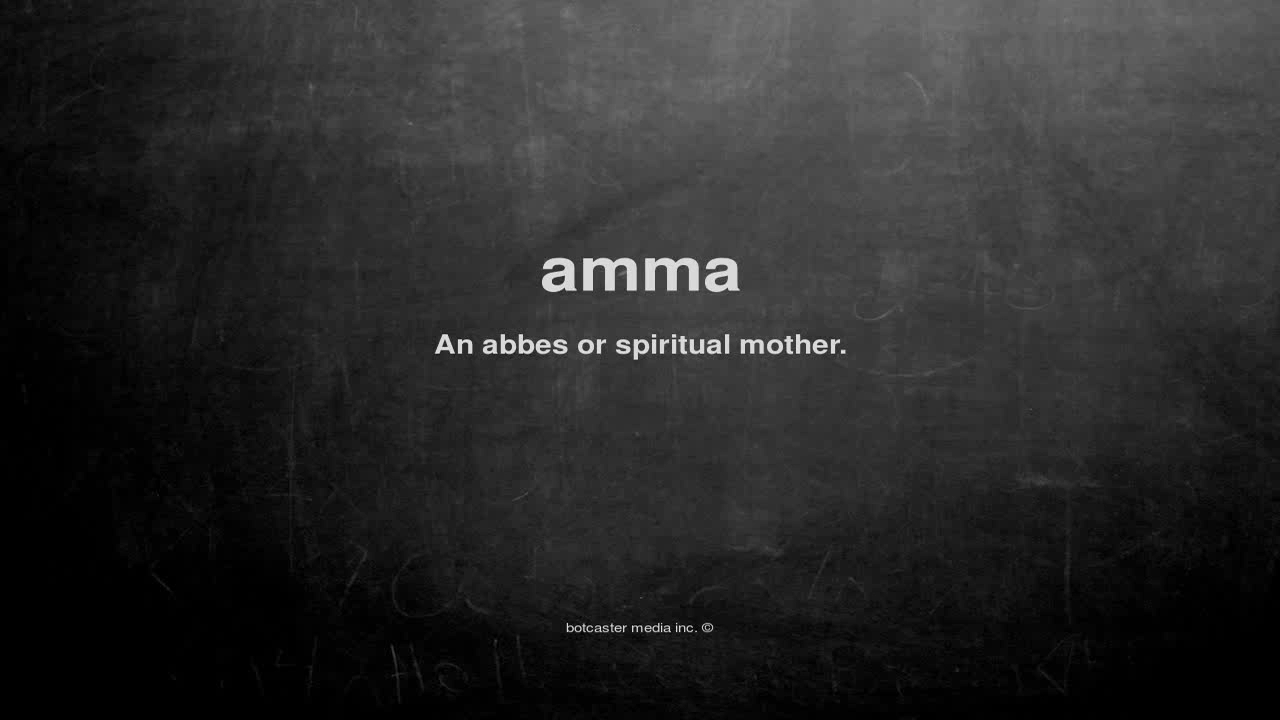 amma
An abbes or spiritual mother.
botcaster media inc. ©